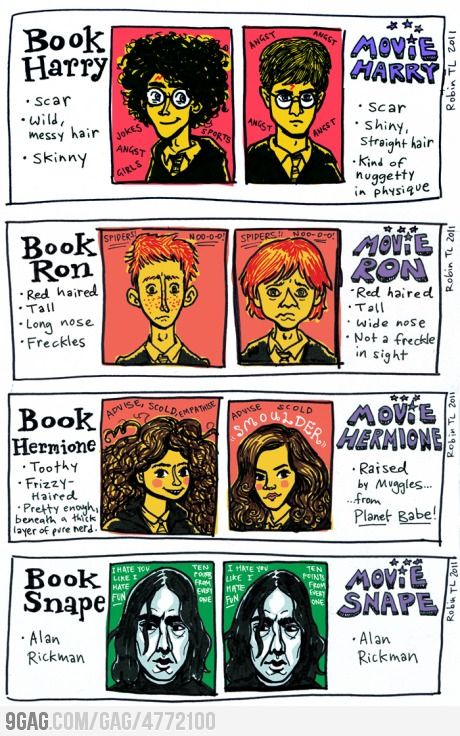 Book
Harry
• Scar
• Wild,
messy hair
• Skinny
JOKES
ANGST
GIRLS
SPORTS
ANGST
ANGST
ANGST
ANGST
MOVIE
HARRY
• Scar
• Shiny,
straight hair
• Kind of
nuggetty
in physique
Robin TL 2011
Book
Ron
• Red haired
• Tall
• Long nose
• Freckles
SPIDERS!! NOO-O-O!
SPIDERS!! NOO-O-O!
MOVIE
RON
• Red haired
• Tall
• Wide nose
• Not a freckle
in sight
Robin TL 2011
Book
Hermione
• Toothy
• Frizzy-
Haired
• Pretty enough,
beneath a thick
layer of pure nerd.
ADVISE, SCOLD, EMPATHISE
ADVISE SCOLD
"SMOULDER"
MOVIE
HERMIONE
• Raised
by Muggles...
...from
Planet Babe!
Robin TL 2011
Book
Snape
• Alan
Rickman
I HATE YOU
LIKE I
HATE
FUN
TEN
POINTS
FROM
EVERY
ONE
I HATE YOU
LIKE I
HATE
FUN
TEN
POINTS
FROM
EVERY
ONE
MOVIE
SNAPE
• Alan
Rickman
Robin TL 2011
9GAG.COM/GAG/4772100